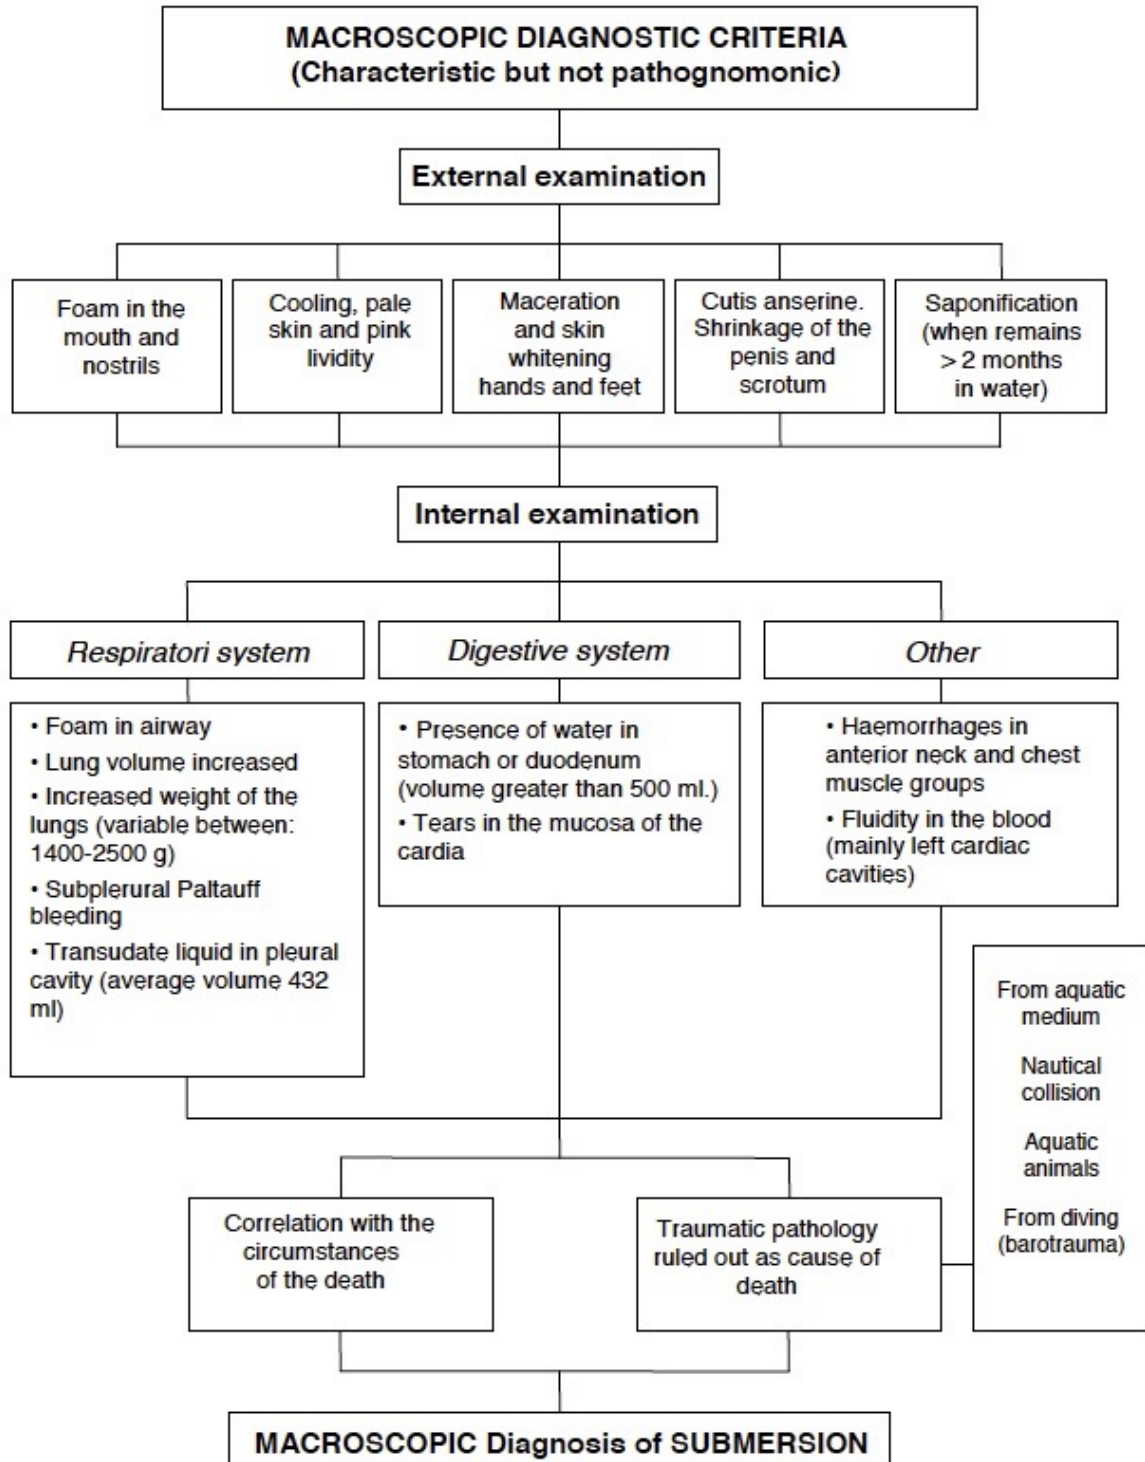 MACROSCOPIC DIAGNOSTIC CRITERIA
(Characteristic but not pathognomonic)
External examination
Foam in the
mouth and
nostrils
Cooling, pale
skin and pink
lividity
Maceration
and skin
whitening
hands and feet
Cutis anserine.
Shrinkage of the
penis and
scrotum
Saponification
(when remains
> 2 months
in water)
Internal examination
Respiratori system
• Foam in airway
• Lung volume increased
• Increased weight of the
lungs (variable between:
1400-2500 g)
• Subplerural Paltauff
bleeding
• Transudate liquid in pleural
cavity (average volume 432
ml)
Digestive system
• Presence of water in
stomach or duodenum
(volume greater than 500 ml.)
• Tears in the mucosa of the
cardia
Other
• Haemorrhages in
anterior neck and chest
muscle groups
• Fluidity in the blood
(mainly left cardiac
cavities)
From aquatic
medium
Nautical
collision
Aquatic
animals
From diving
(barotrauma)
Correlation with the
circumstances
of the death
Traumatic pathology
ruled out as cause of
death
MACROSCOPIC Diagnosis of SUBMERSION